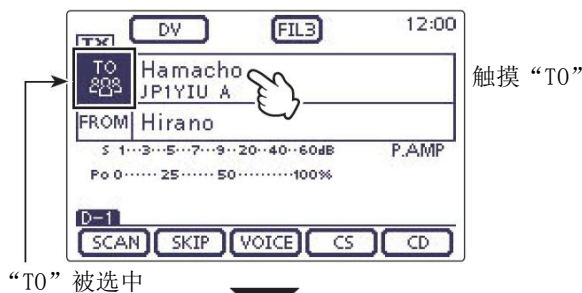 DV FIL3 12:00
TX
TO Hamacho
JP1YIU A
触摸“TO”
FROM Hirano
S 1···3···5···7···9··20··40··60dB P.AMP
Po 0······25······50··········100%
D-1
SCAN SKIP VOICE CS CD
“TO”被选中